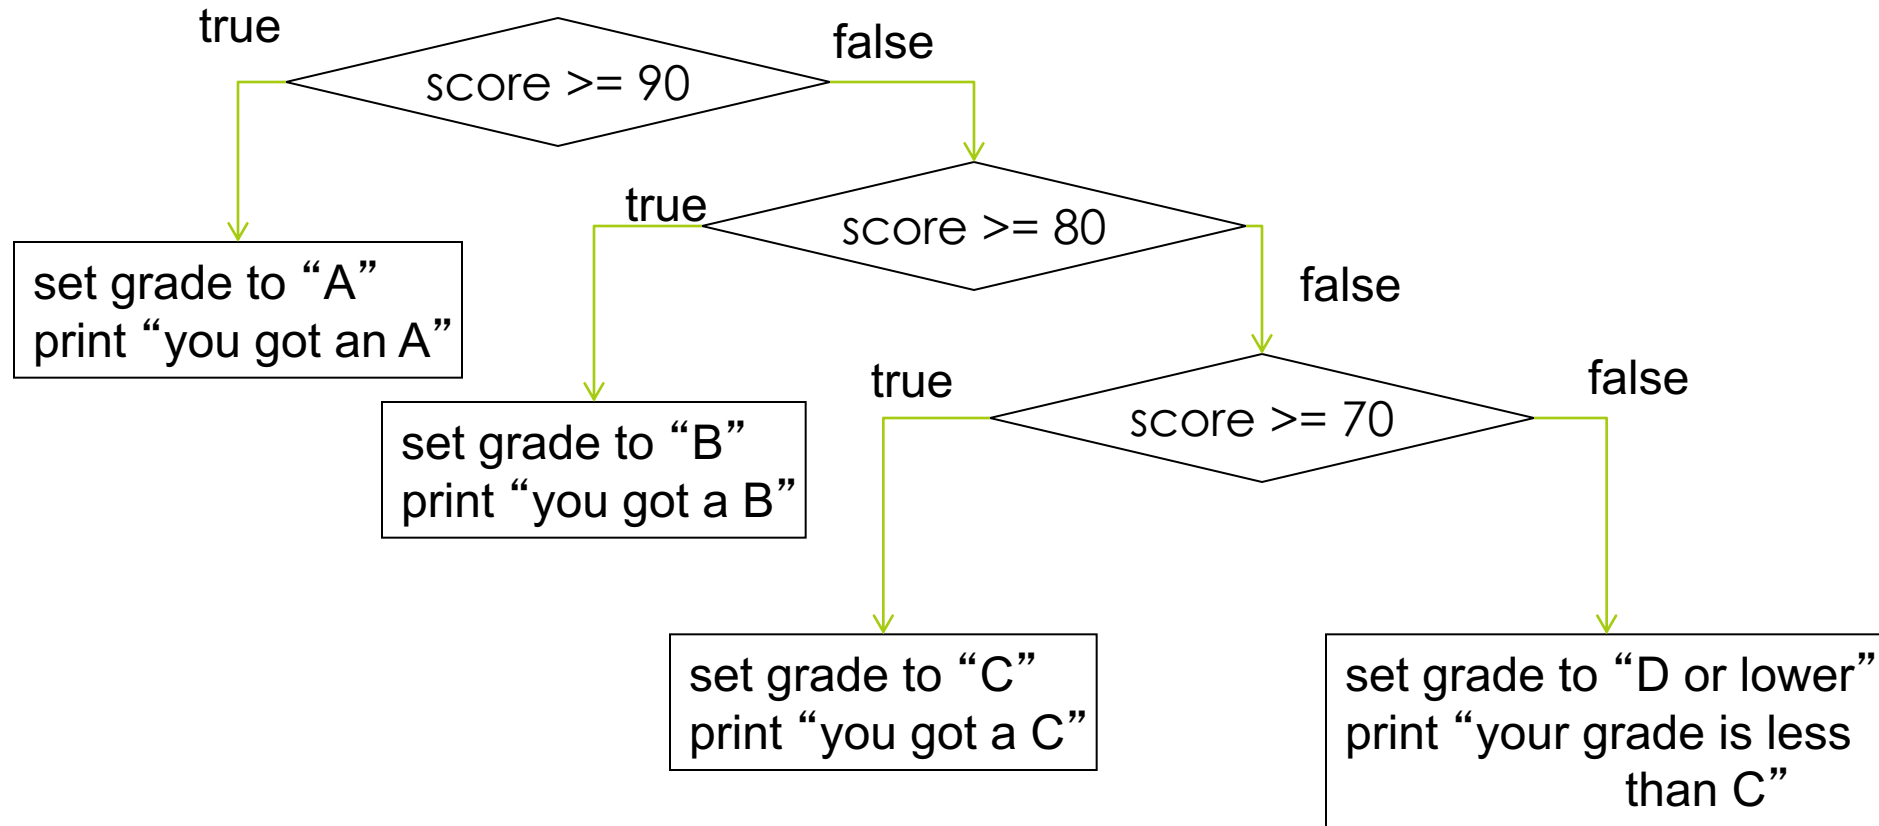 true
false
score >= 90
true
score >= 80
set grade to “A”
print “you got an A”
false
true
false
score >= 70
set grade to “B”
print “you got a B”
set grade to “C”
print “you got a C”
set grade to “D or lower”
print “your grade is less
than C”